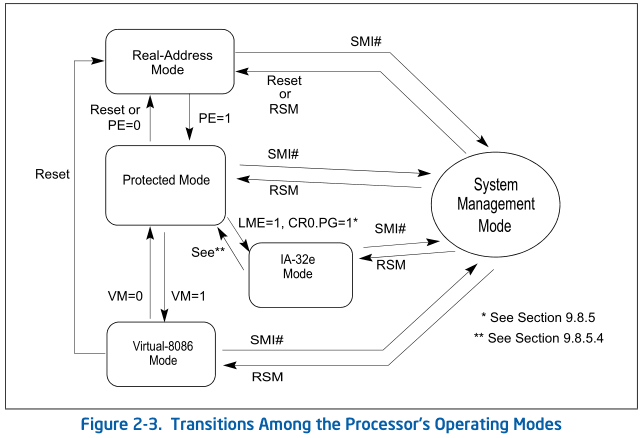 Real-Address
Mode
SMI#
Reset
or
RSM
Reset or
PE=0
PE=1
Reset
Protected Mode
SMI#
RSM
System
Management
Mode
LME=1, CR0.PG=1*
See**
IA-32e
Mode
SMI#
RSM
VM=0
VM=1
* See Section 9.8.5
** See Section 9.8.5.4
Virtual-8086
Mode
SMI#
RSM
Figure 2-3. Transitions Among the Processor's Operating Modes